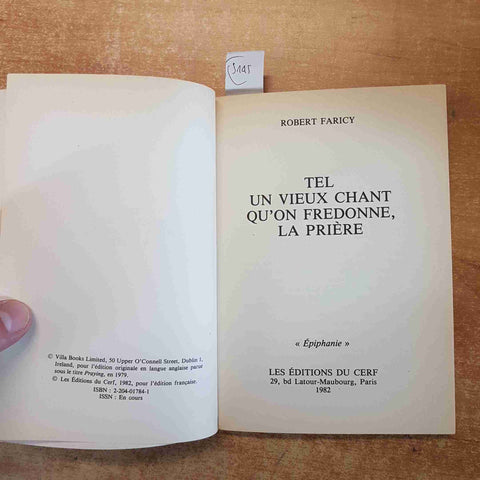 5195
© Villa Books Limited, 50 Upper O'Connell Street, Dublin 1,
Ireland, pour l'édition originale en langue anglaise parue
sous le titre Praying, en 1979.
© Les Éditions du Cerf, 1982, pour l'édition française.
ISBN : 2-204-01784-1
ISSN : En cours
ROBERT FARICY
TEL
UN VIEUX CHANT
QU'ON FREDONNE,
LA PRIÈRE
« Épiphanie »
LES ÉDITIONS DU CERF
29, bd Latour-Maubourg, Paris
1982